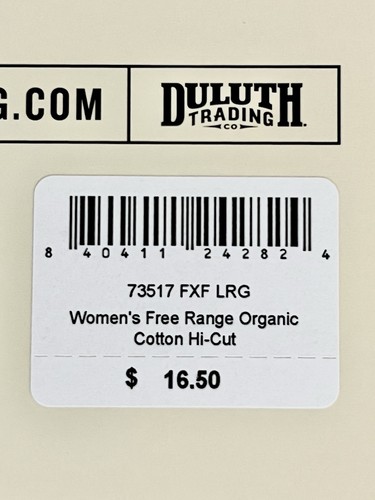 G.COM
DULUTH
TRADING
CO
8 40411 24282 4
73517 FXF LRG
Women's Free Range Organic
Cotton Hi-Cut
$ 16.50